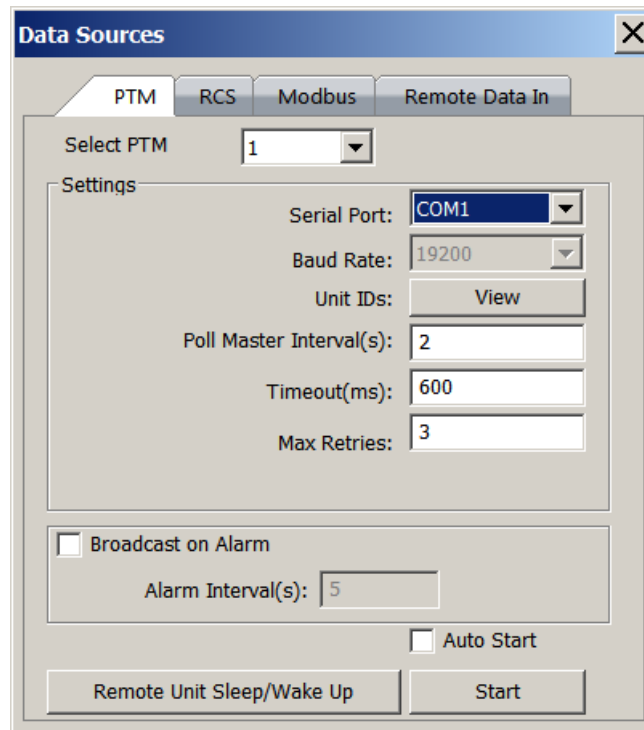 Data Sources
PTM RCS Modbus Remote Data In
Select PTM 1
Settings
Serial Port: COM1
Baud Rate: 19200
Unit IDs: View
Poll Master Interval(s): 2
Timeout(ms): 600
Max Retries: 3
Broadcast on Alarm
Alarm Interval(s): 5
Auto Start
Remote Unit Sleep/Wake Up Start